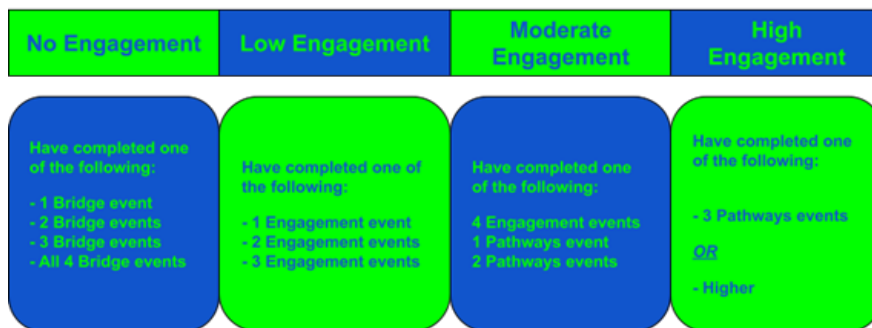 No Engagement
Low Engagement
Moderate
Engagement
High
Engagement
Have completed one
of the following:
- 1 Bridge event
- 2 Bridge events
- 3 Bridge events
- All 4 Bridge events
Have completed one of
the following:
- 1 Engagement event
- 2 Engagement events
- 3 Engagement events
Have completed one
of the following:
4 Engagement events
1 Pathways event
2 Pathways events
Have completed one
of the following:
- 3 Pathways events
OR
- Higher